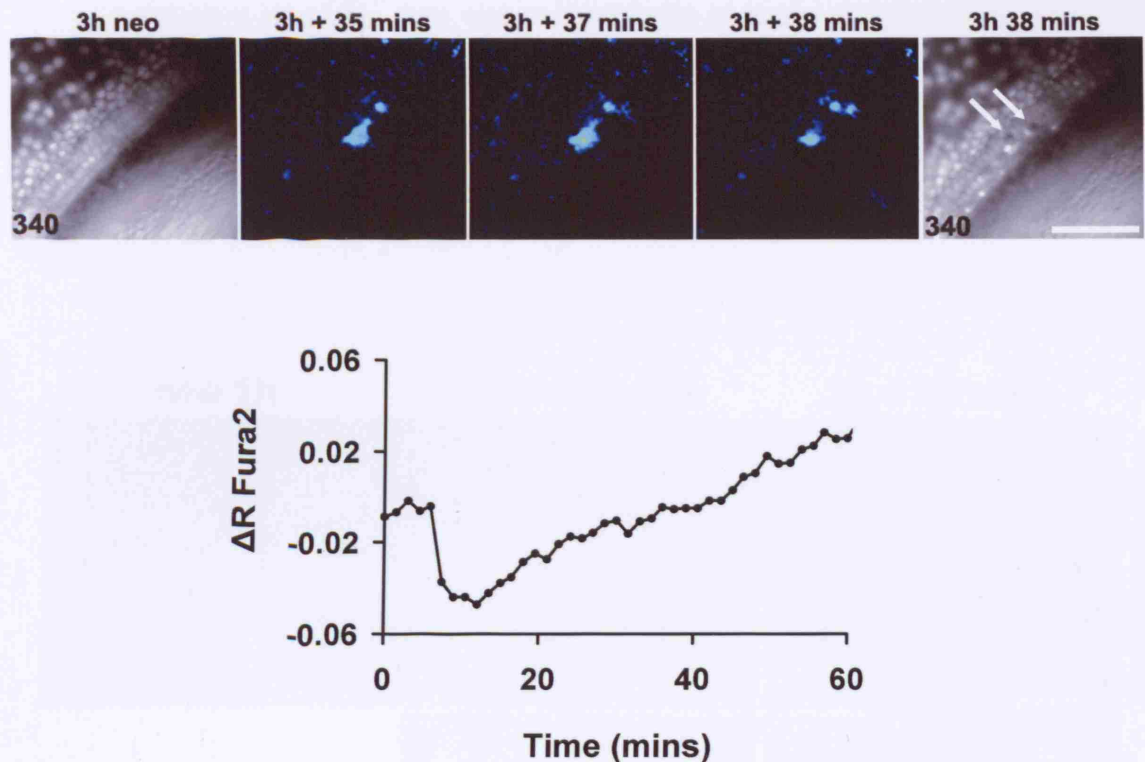 3h neo 3h + 35 mins 3h + 37 mins 3h + 38 mins 3h 38 mins
340 340
0.06
0.02
-0.02
-0.06
ΔR Fura2
0 20 40 60
Time (mins)